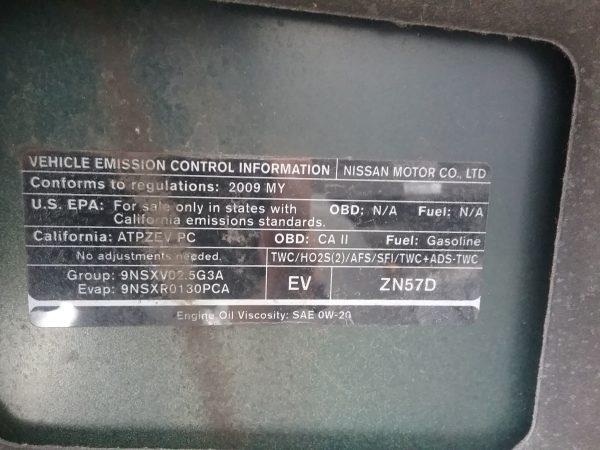 VEHICLE EMISSION CONTROL INFORMATION NISSAN MOTOR CO., LTD
Conforms to regulations: 2009 MY
U.S. EPA: For sale only in states with California emissions standards. OBD: N/A Fuel: N/A
California: ATPZEV PC OBD: CA II Fuel: Gasoline
No adjustments needed. TWC/HO2S(2)/AFS/SFI/TWC+ADS-TWC
Group: 9NSXV02.5G3A
Evap: 9NSXR0130PCA
EV ZN57D
Engine Oil Viscosity: SAE 0W-20